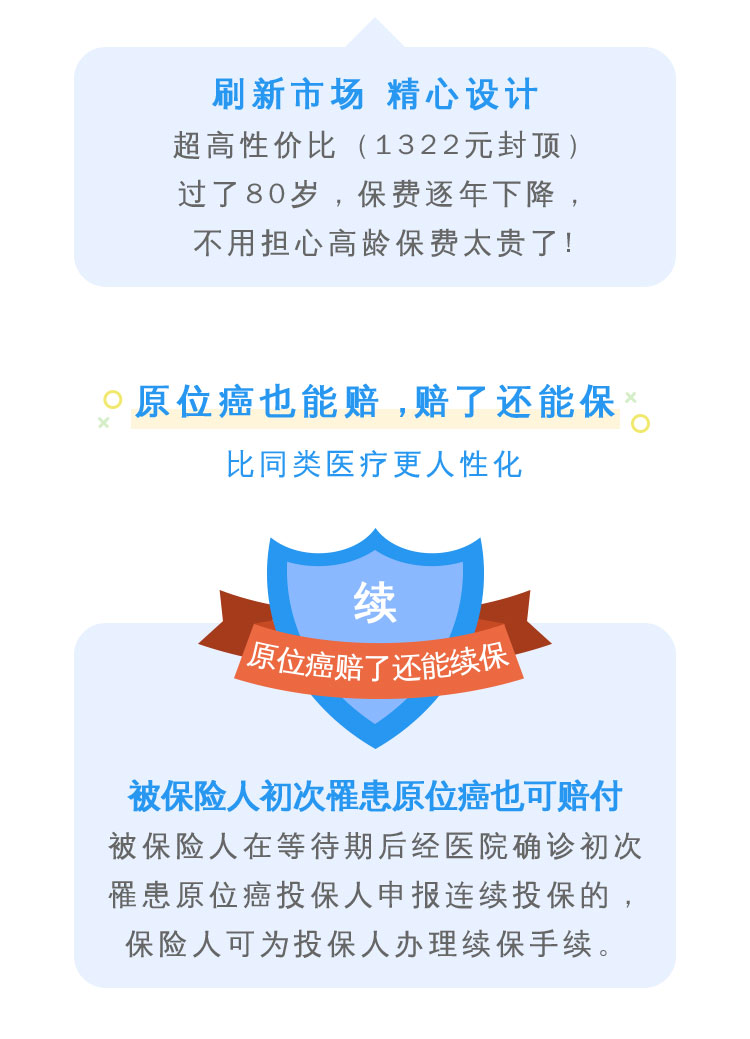 刷新市场 精心设计
超高性价比（1322元封顶）
过了80岁，保费逐年下降，
不用担心高龄保费太贵了!
原位癌也能赔，赔了还能保
比同类医疗更人性化
续
原位癌赔了还能续保
被保险人初次罹患原位癌也可赔付
被保险人在等待期后经医院确诊初次
罹患原位癌投保人申报连续投保的，
保险人可为投保人办理续保手续。